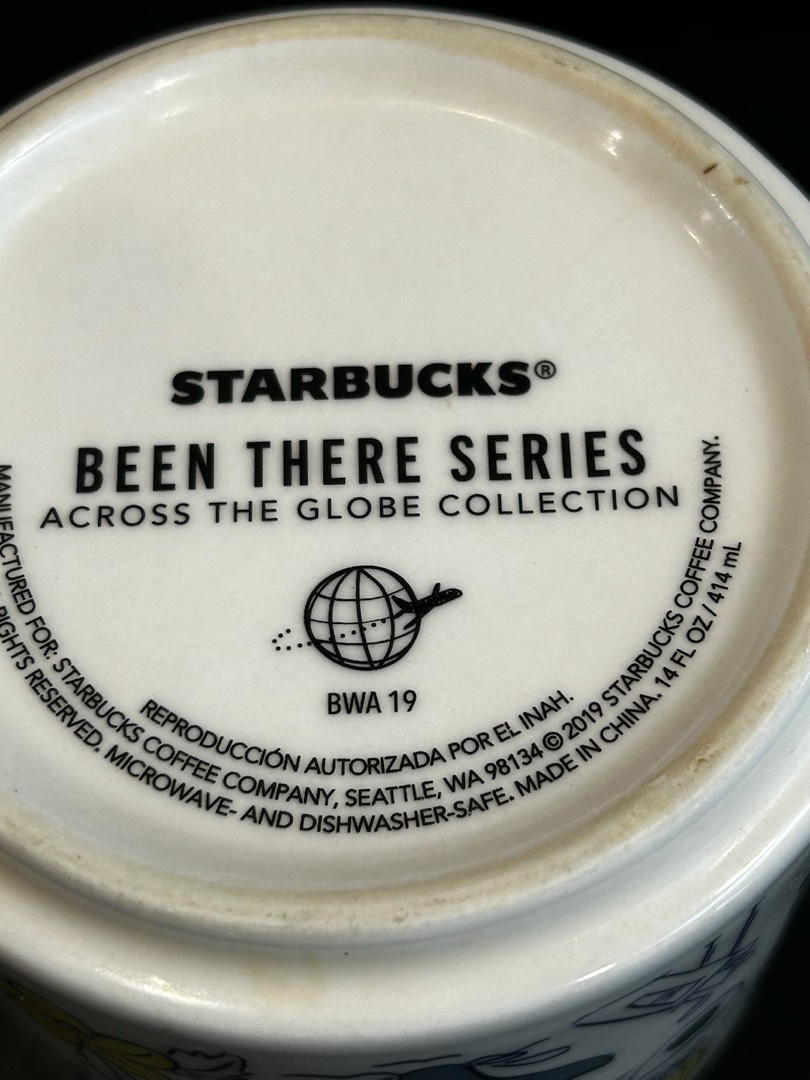 STARBUCKS®
BEEN THERE SERIES
ACROSS THE GLOBE COLLECTION
BWA 19
REPRODUCCIÓN AUTORIZADA POR EL INAH.
MANUFACTURED FOR: STARBUCKS COFFEE COMPANY, SEATTLE, WA 98134 © 2019 STARBUCKS COFFEE COMPANY.
RIGHTS RESERVED. MICROWAVE- AND DISHWASHER-SAFE. MADE IN CHINA. 14 FL OZ / 414 mL